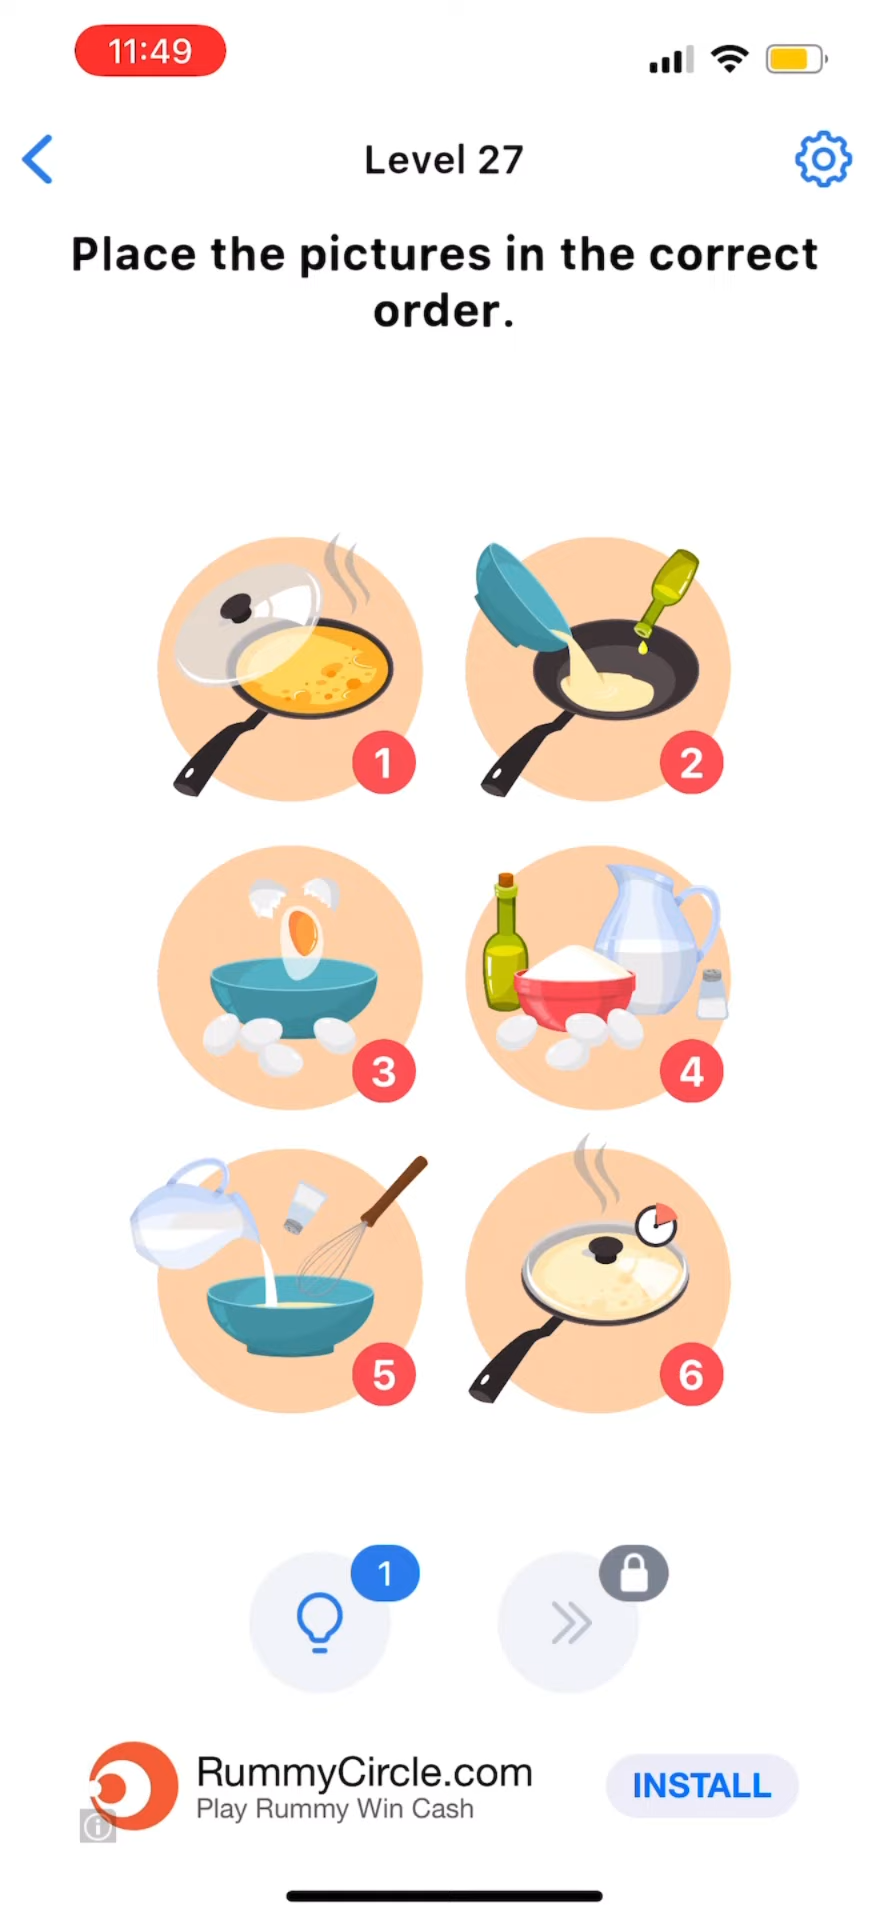 11:49
Level 27
Place the pictures in the correct
order.
1
2
3
4
5
6
1
RummyCircle.com
Play Rummy Win Cash
INSTALL